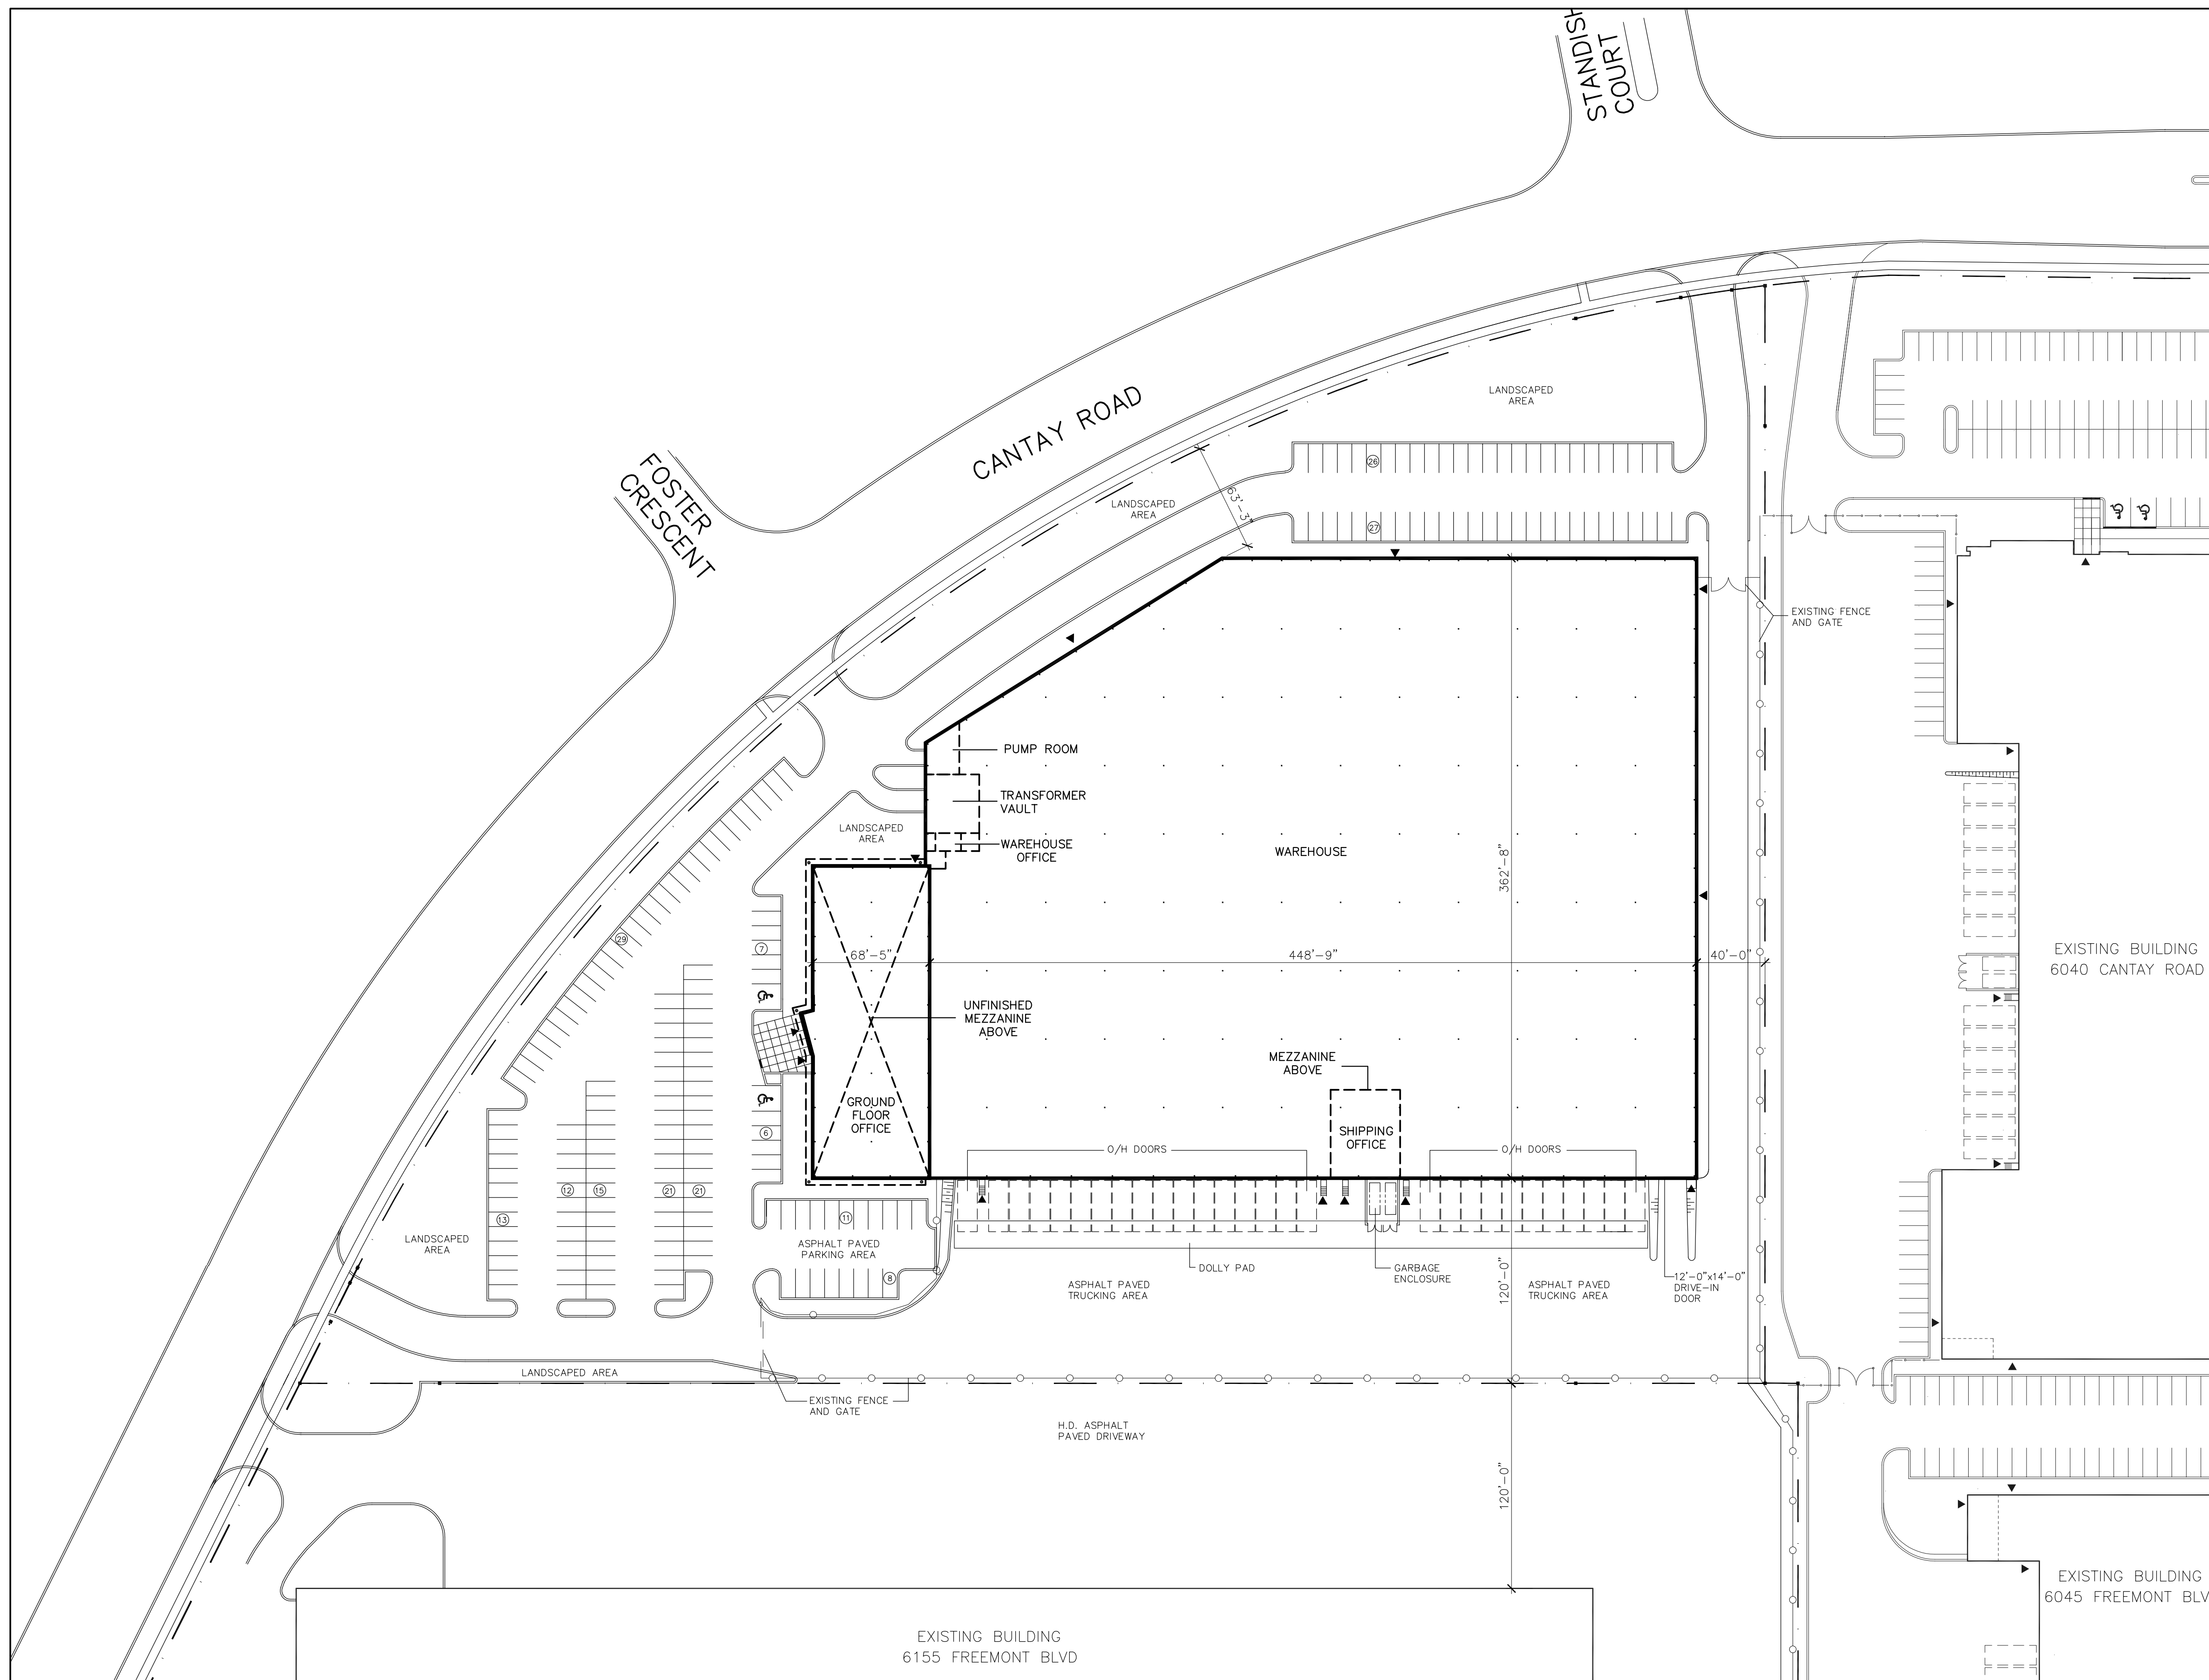 STANDISH
COURT
CANTAY ROAD
FOSTER
CRESCENT
LANDSCAPED
AREA
26
LANDSCAPED
AREA
63'-3"
27
EXISTING FENCE
AND GATE
PUMP ROOM
TRANSFORMER
VAULT
LANDSCAPED
AREA
WAREHOUSE
OFFICE
WAREHOUSE
362'-8"
29
7
68'-5"
448'-9"
40'-0"
EXISTING BUILDING
6040 CANTAY ROAD
UNFINISHED
MEZZANINE
ABOVE
MEZZANINE
ABOVE
GROUND
FLOOR
OFFICE
6
SHIPPING
OFFICE
O/H DOORS
O/H DOORS
12
15
21
21
13
11
LANDSCAPED
AREA
ASPHALT PAVED
PARKING AREA
8
DOLLY PAD
GARBAGE
ENCLOSURE
ASPHALT PAVED
TRUCKING AREA
120'-0"
ASPHALT PAVED
TRUCKING AREA
12'-0"x14'-0"
DRIVE-IN
DOOR
LANDSCAPED AREA
EXISTING FENCE
AND GATE
H.D. ASPHALT
PAVED DRIVEWAY
120'-0"
EXISTING BUILDING
6045 FREEMONT BLV
EXISTING BUILDING
6155 FREEMONT BLVD